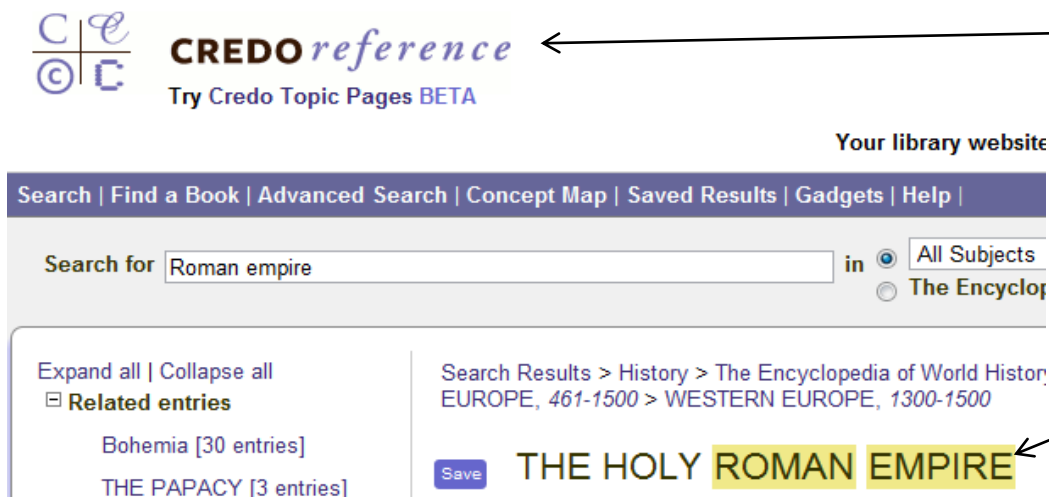 C C
© C
CREDO reference
Try Credo Topic Pages BETA
Your library website
Search | Find a Book | Advanced Search | Concept Map | Saved Results | Gadgets | Help |
Search for Roman empire in All Subjects
The Encyclop
Expand all | Collapse all
Related entries
Bohemia [30 entries]
THE PAPACY [3 entries]
Search Results > History > The Encyclopedia of World History
EUROPE, 461-1500 > WESTERN EUROPE, 1300-1500
Save THE HOLY ROMAN EMPIRE